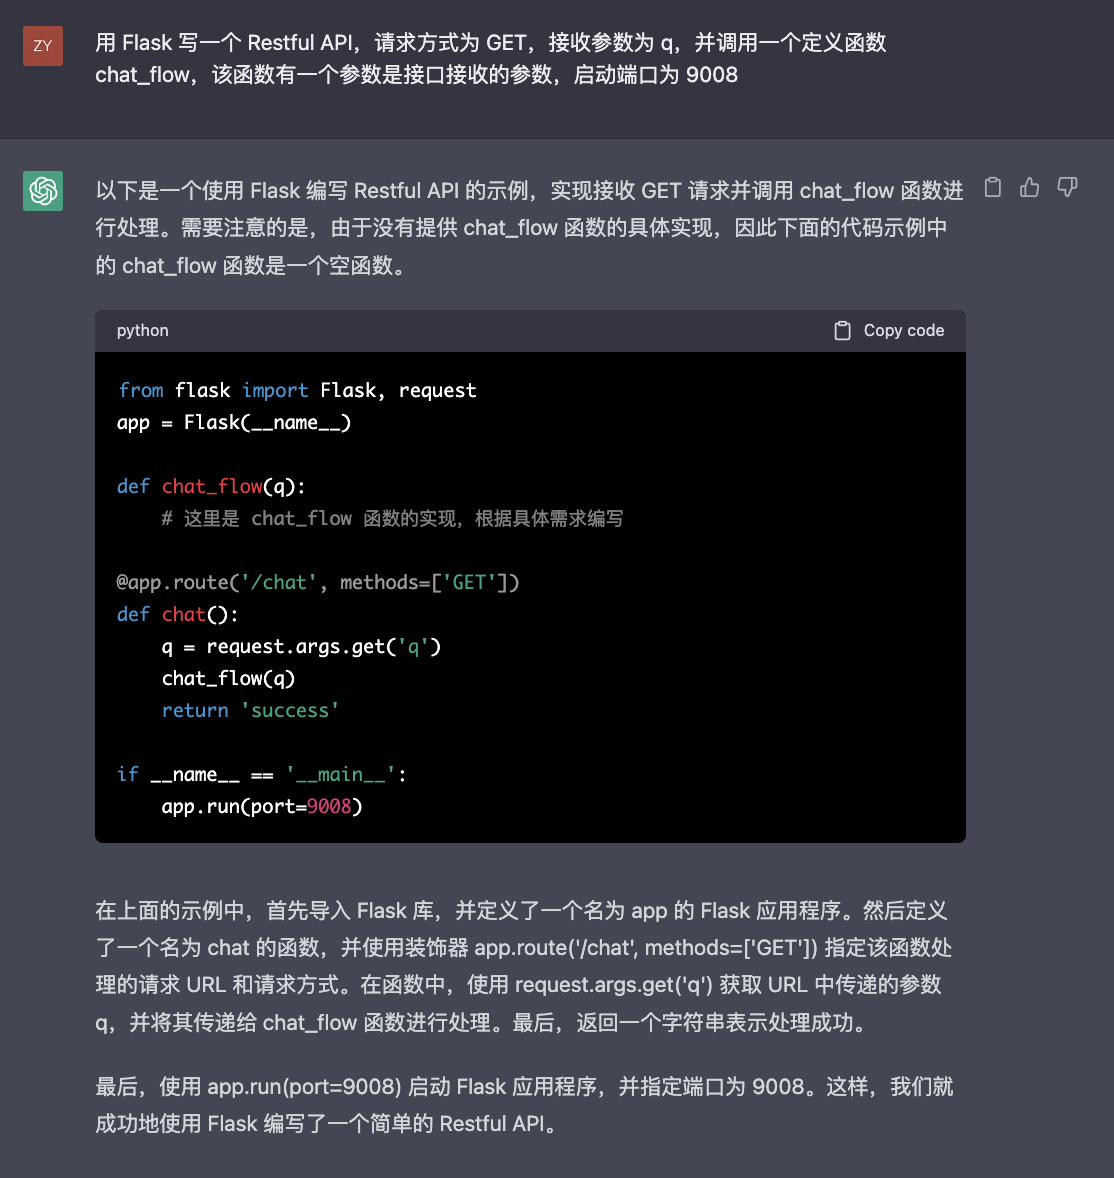 ZY
用 Flask 写一个 Restful API，请求方式为 GET，接收参数为 q，并调用一个定义函数
chat_flow，该函数有一个参数是接口接收的参数，启动端口为 9008
以下是一个使用 Flask 编写 Restful API 的示例，实现接收 GET 请求并调用 chat_flow 函数进
行处理。需要注意的是，由于没有提供 chat_flow 函数的具体实现，因此下面的代码示例中
的 chat_flow 函数是一个空函数。
python
Copy code
from flask import Flask, request
app = Flask(__name__)
def chat_flow(q):
    # 这里是 chat_flow 函数的实现，根据具体需求编写
@app.route('/chat', methods=['GET'])
def chat():
    q = request.args.get('q')
    chat_flow(q)
    return 'success'
if __name__ == '__main__':
    app.run(port=9008)
在上面的示例中，首先导入 Flask 库，并定义了一个名为 app 的 Flask 应用程序。然后定义
了一个名为 chat 的函数，并使用装饰器 app.route('/chat', methods=['GET']) 指定该函数处
理的请求 URL 和请求方式。在函数中，使用 request.args.get('q') 获取 URL 中传递的参数
q，并将其传递给 chat_flow 函数进行处理。最后，返回一个字符串表示处理成功。
最后，使用 app.run(port=9008) 启动 Flask 应用程序，并指定端口为 9008。这样，我们就
成功地使用 Flask 编写了一个简单的 Restful API。